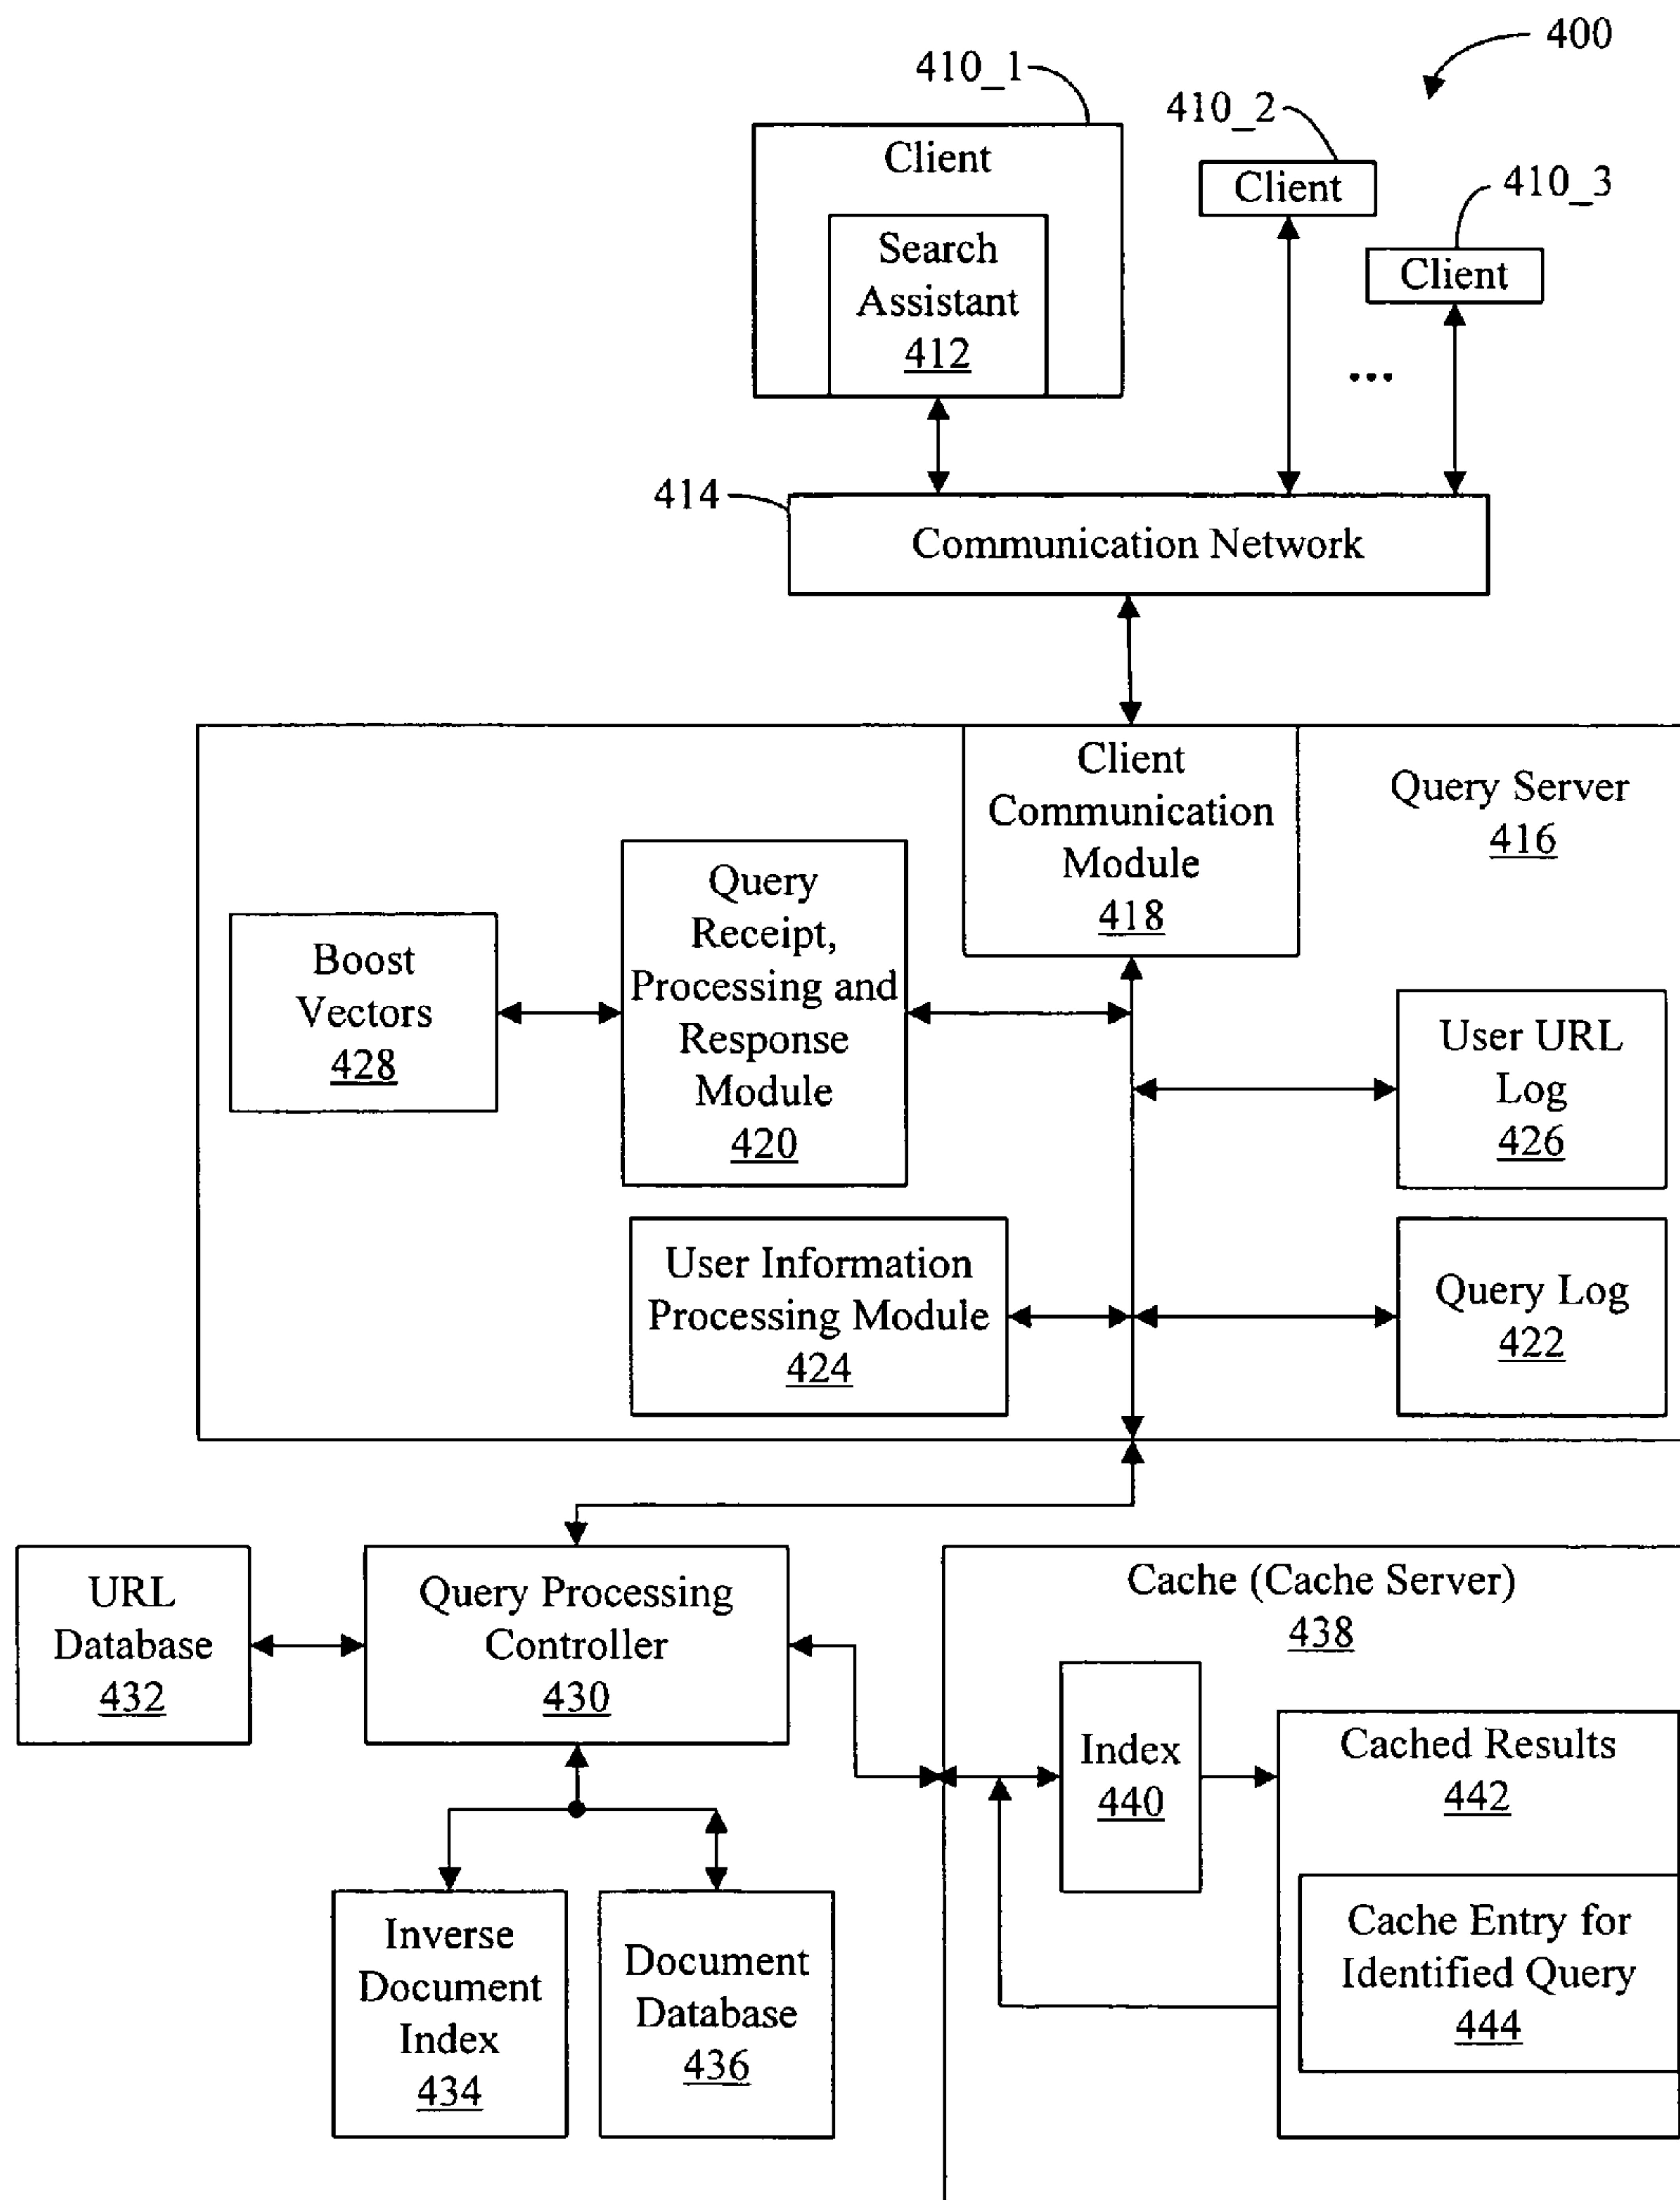 400
410_1
410_2
410_3
Client
Search
Assistant
412
Client
Client
...
414
Communication Network
Client
Communication
Module
418
Query Server
416
Query
Receipt,
Processing and
Response
Module
420
Boost
Vectors
428
User URL
Log
426
User Information
Processing Module
424
Query Log
422
URL
Database
432
Query Processing
Controller
430
Cache (Cache Server)
438
Index
440
Cached Results
442
Cache Entry for
Identified Query
444
Inverse
Document
Index
434
Document
Database
436